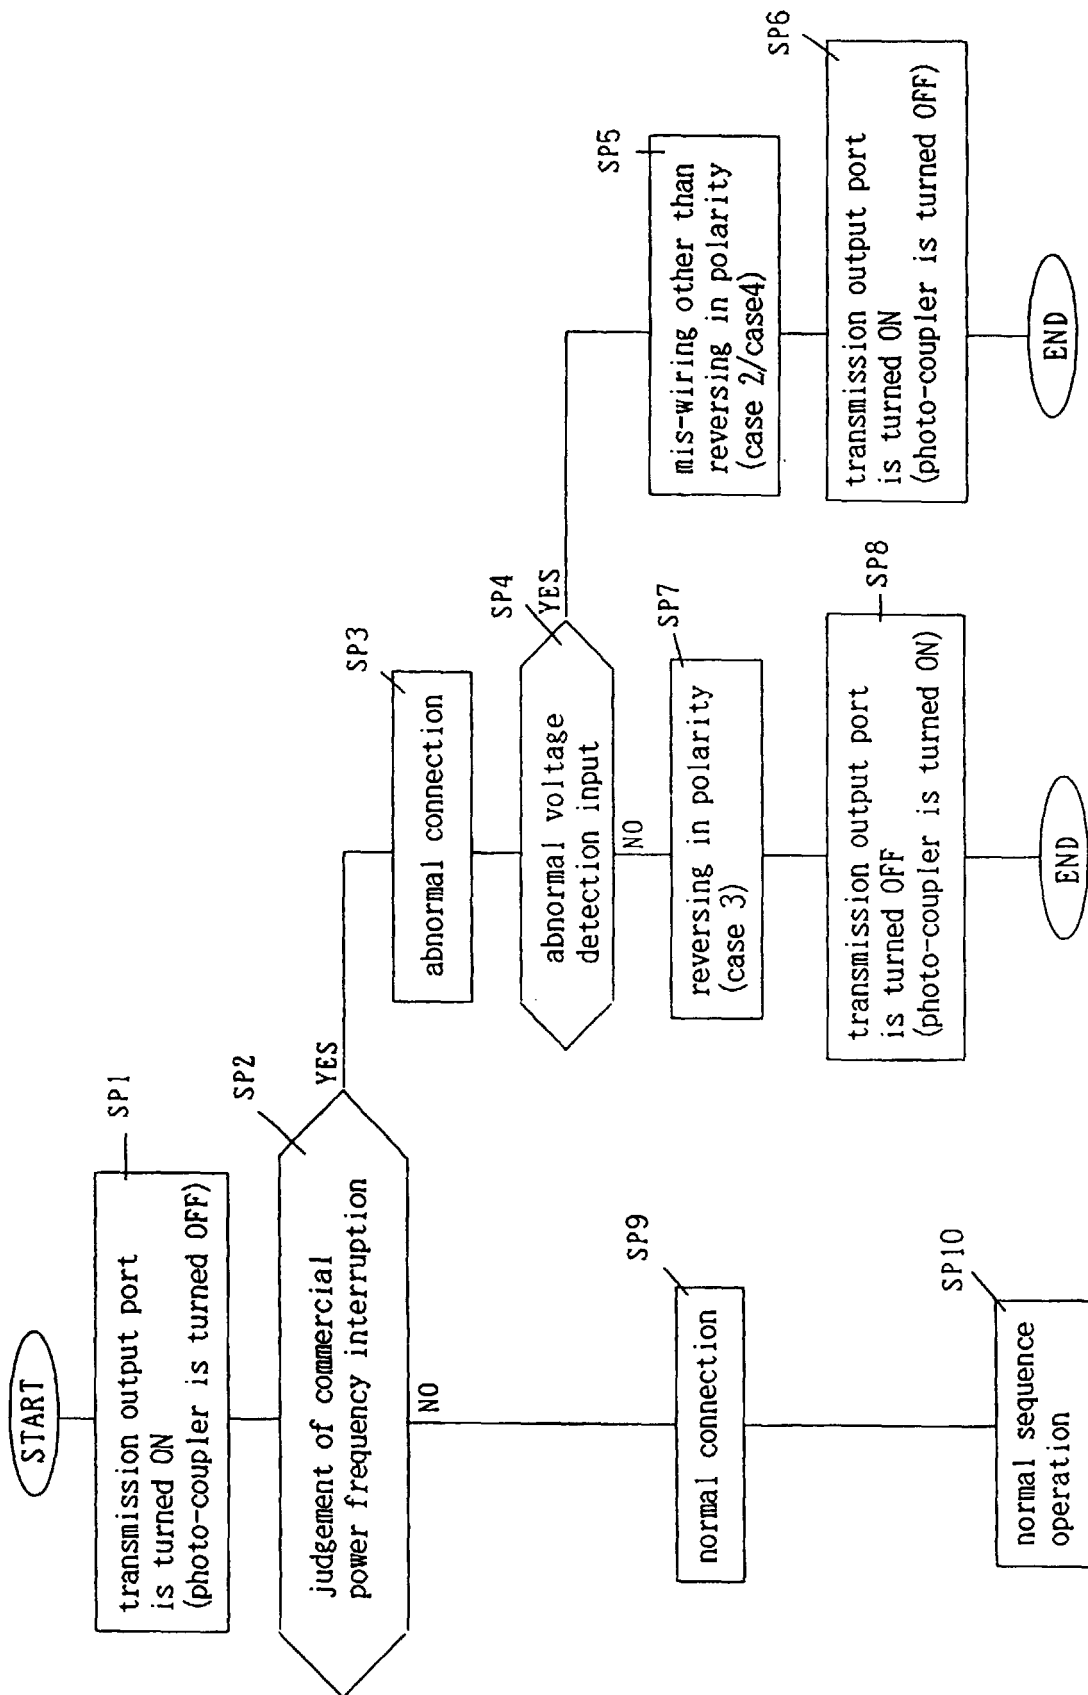 START
SP1
transmission output port
is turned ON
(photo-coupler is turned OFF)
SP2
judgement of commercial
power frequency interruption
YES
NO
SP3
abnormal connection
SP4
abnormal voltage
detection input
YES
NO
SP5
mis-wiring other than
reversing in polarity
(case 2/case4)
SP6
transmission output port
is turned ON
(photo-coupler is turned OFF)
END
SP7
reversing in polarity
(case 3)
SP8
transmission output port
is turned OFF
(photo-coupler is turned ON)
END
SP9
normal connection
SP10
normal sequence
operation